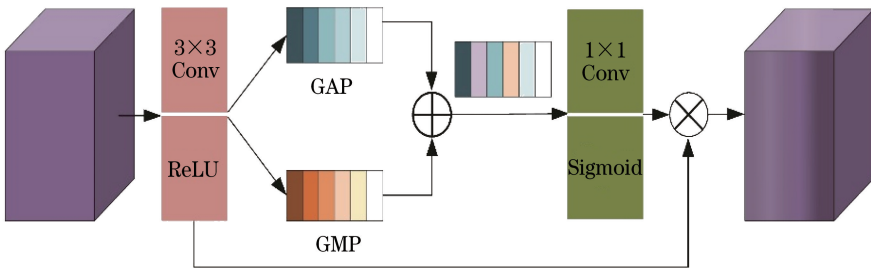 3×3
Conv
ReLU
GAP
GMP
1×1
Conv
Sigmoid